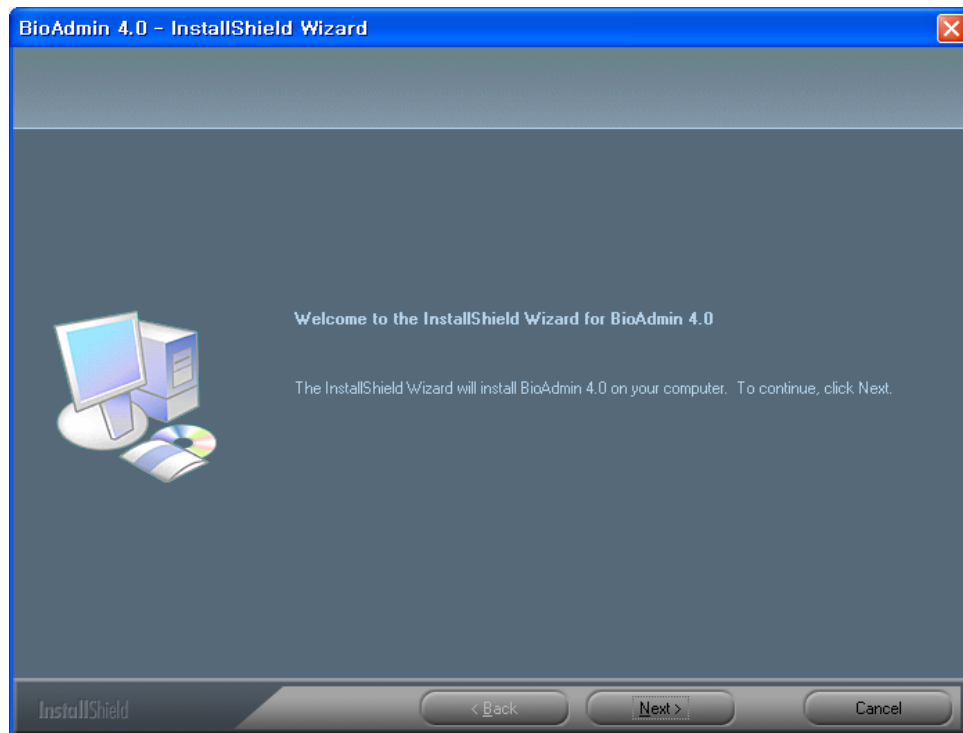 BioAdmin 4.0 - InstallShield Wizard
Welcome to the InstallShield Wizard for BioAdmin 4.0
The InstallShield Wizard will install BioAdmin 4.0 on your computer. To continue, click Next.
InstallShield
< Back
Next >
Cancel